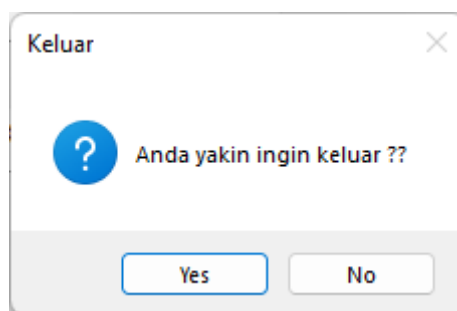 Keluar
Anda yakin ingin keluar ??
Yes
No